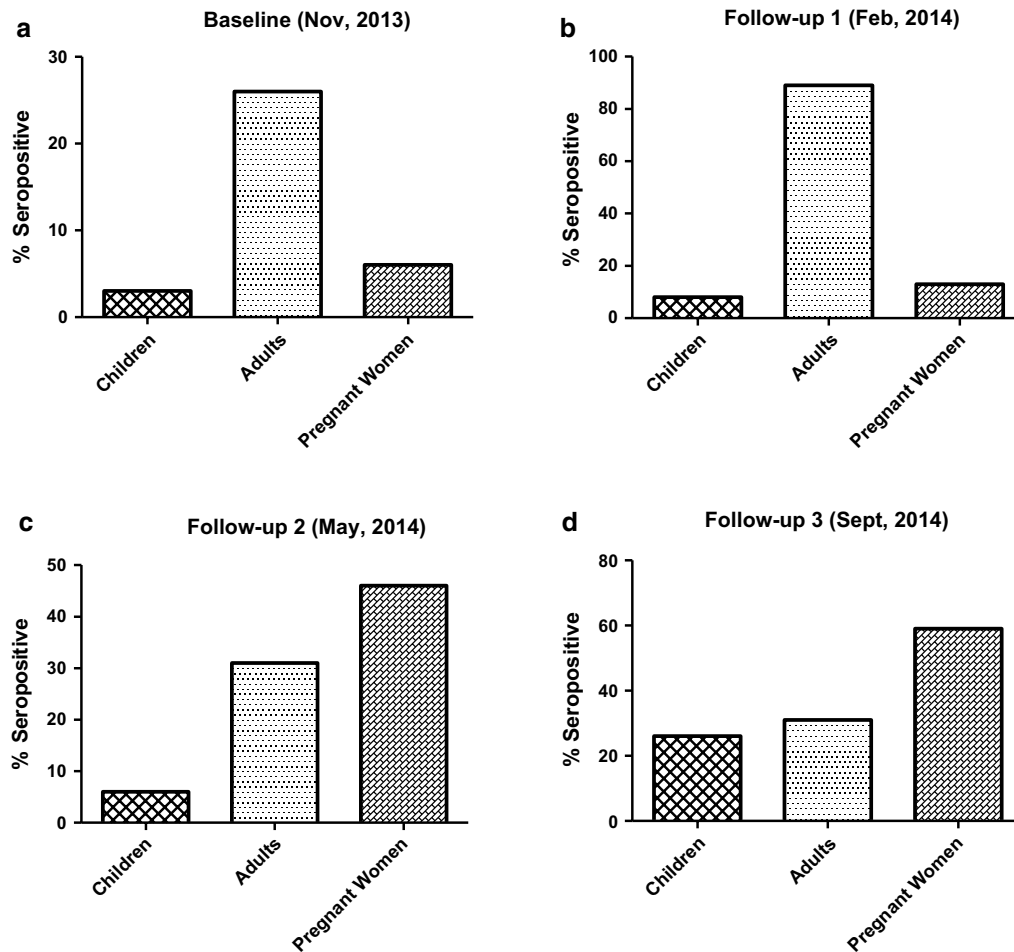 a
Baseline (Nov, 2013)
% Seropositive
30
20
10
0
Children
Adults
Pregnant Women
b
Follow-up 1 (Feb, 2014)
% Seropositive
100
80
60
40
20
0
Children
Adults
Pregnant Women
c
Follow-up 2 (May, 2014)
% Seropositive
50
40
30
20
10
0
Children
Adults
Pregnant Women
d
Follow-up 3 (Sept, 2014)
% Seropositive
80
60
40
20
0
Children
Adults
Pregnant Women